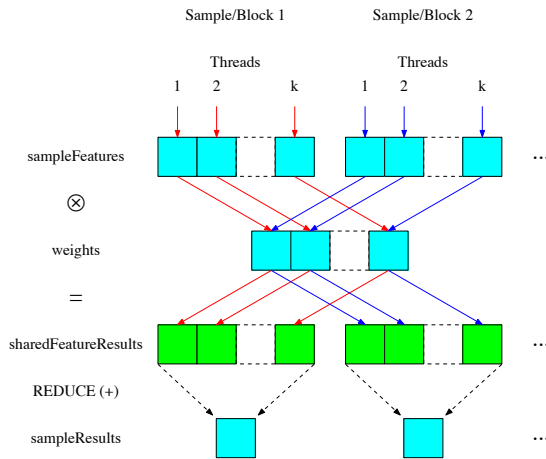 Sample/Block 1 Sample/Block 2
Threads Threads
1 2 k 1 2 k
sampleFeatures ...
⊗
weights
=
sharedFeatureResults ...
REDUCE (+)
sampleResults ...